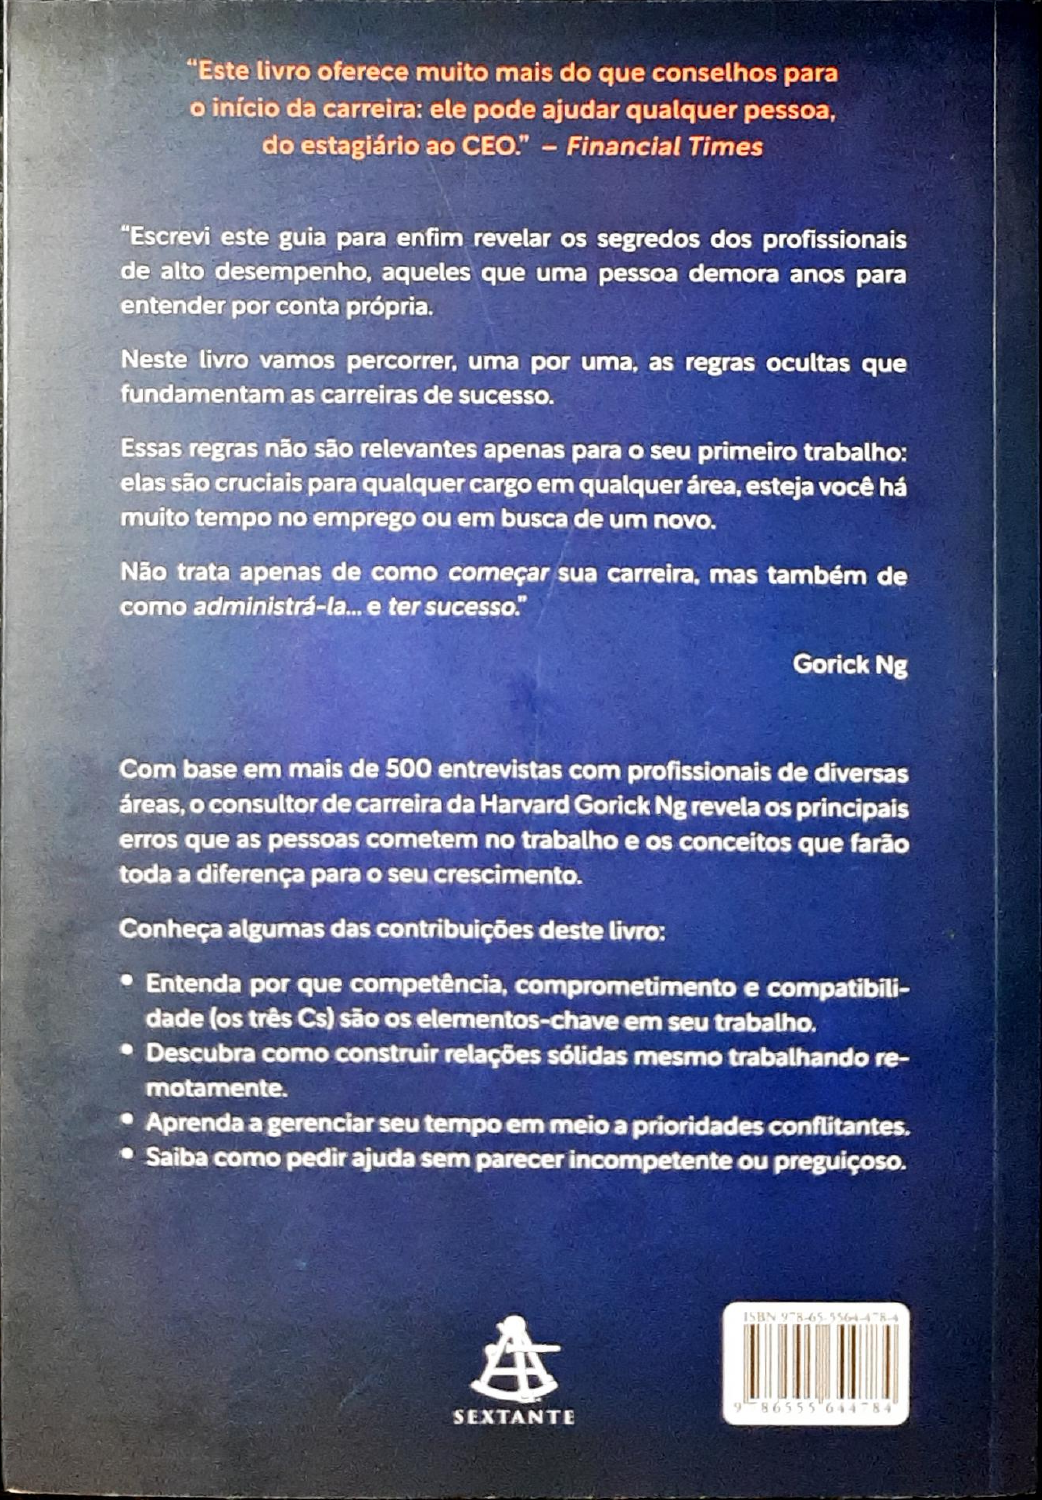 “Este livro oferece muito mais do que conselhos para
o início da carreira: ele pode ajudar qualquer pessoa,
do estagiário ao CEO.” – Financial Times
“Escrevi este guia para enfim revelar os segredos dos profissionais
de alto desempenho, aqueles que uma pessoa demora anos para
entender por conta própria.
Neste livro vamos percorrer, uma por uma, as regras ocultas que
fundamentam as carreiras de sucesso.
Essas regras não são relevantes apenas para o seu primeiro trabalho:
elas são cruciais para qualquer cargo em qualquer área, esteja você há
muito tempo no emprego ou em busca de um novo.
Não trata apenas de como começar sua carreira, mas também de
como administrá-la... e ter sucesso.”
Gorick Ng
Com base em mais de 500 entrevistas com profissionais de diversas
áreas, o consultor de carreira da Harvard Gorick Ng revela os principais
erros que as pessoas cometem no trabalho e os conceitos que farão
toda a diferença para o seu crescimento.
Conheça algumas das contribuições deste livro:
• Entenda por que competência, comprometimento e compatibili-
dade (os três Cs) são os elementos-chave em seu trabalho.
• Descubra como construir relações sólidas mesmo trabalhando re-
motamente.
• Aprenda a gerenciar seu tempo em meio a prioridades conflitantes.
• Saiba como pedir ajuda sem parecer incompetente ou preguiçoso.
ISBN 978-65-5564-478-4
9 786555 644784
SEXTANTE